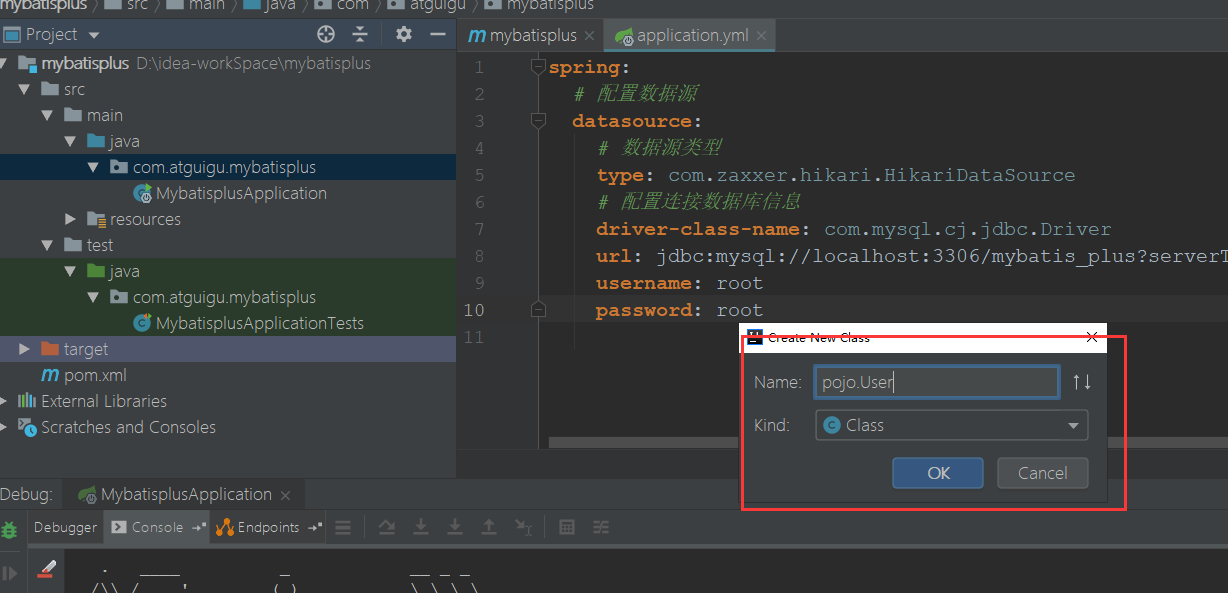 mybatisplus src main java com atguigu mybatisplus
Project
mybatisplus
application.yml
mybatisplus D:\idea-workSpace\mybatisplus
src
main
java
com.atguigu.mybatisplus
MybatisplusApplication
resources
test
java
com.atguigu.mybatisplus
MybatisplusApplicationTests
target
pom.xml
External Libraries
Scratches and Consoles
1 spring:
2 # 配置数据源
3 datasource:
4 # 数据源类型
5 type: com.zaxxer.hikari.HikariDataSource
6 # 配置连接数据库信息
7 driver-class-name: com.mysql.cj.jdbc.Driver
8 url: jdbc:mysql://localhost:3306/mybatis_plus?serverT
9 username: root
10 password: root
11
Create New Class
Name: pojo.User
Kind: Class
OK Cancel
Debug: MybatisplusApplication
Debugger Console Endpoints